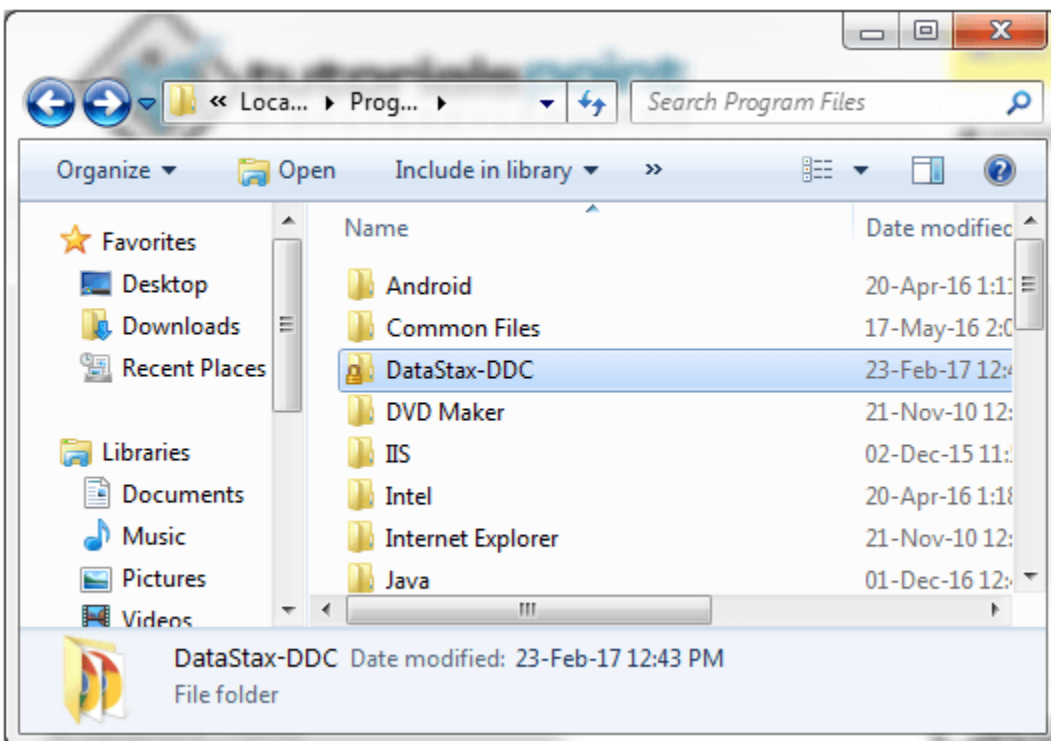 tutorialspoint
« Loca... Prog... Search Program Files
Organize Open Include in library »
Name Date modified
Favorites
Desktop
Downloads
Recent Places
Libraries
Documents
Music
Pictures
Videos
Android 20-Apr-16 1:1
Common Files 17-May-16 2:0
DataStax-DDC 23-Feb-17 12:4
DVD Maker 21-Nov-10 12:
IIS 02-Dec-15 11:
Intel 20-Apr-16 1:18
Internet Explorer 21-Nov-10 12:
Java 01-Dec-16 12:
DataStax-DDC Date modified: 23-Feb-17 12:43 PM
File folder